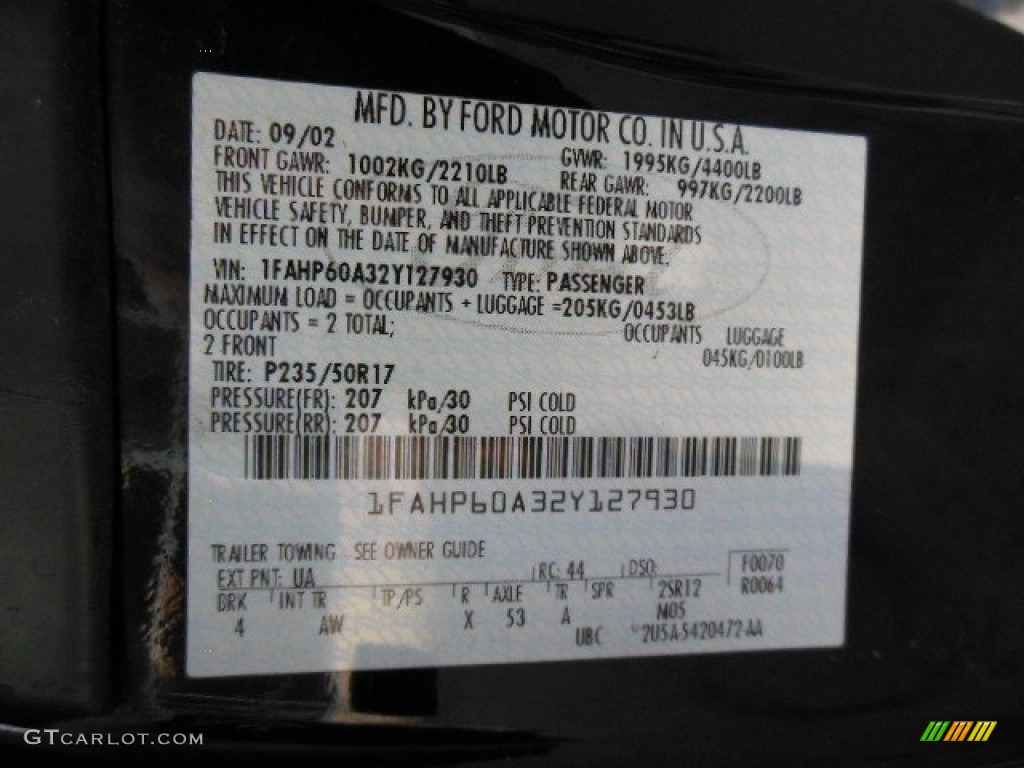 MFD. BY FORD MOTOR CO. IN U.S.A.
DATE: 09/02 GVWR: 1995KG/4400LB
FRONT GAWR: 1002KG/2210LB REAR GAWR: 997KG/2200LB
THIS VEHICLE CONFORMS TO ALL APPLICABLE FEDERAL MOTOR
VEHICLE SAFETY, BUMPER, AND THEFT PREVENTION STANDARDS
IN EFFECT ON THE DATE OF MANUFACTURE SHOWN ABOVE.
VIN: 1FAHP60A32Y127930 TYPE: PASSENGER
MAXIMUM LOAD = OCCUPANTS + LUGGAGE =205KG/0453LB
OCCUPANTS = 2 TOTAL; OCCUPANTS LUGGAGE
2 FRONT 045KG/0100LB
TIRE: P235/50R17
PRESSURE(FR): 207 kPa/30 PSI COLD
PRESSURE(RR): 207 kPa/30 PSI COLD
1FAHP60A32Y127930
TRAILER TOWING SEE OWNER GUIDE
EXT PNT: UA RC: 44 DSO: F0070
BRK INT TR TP/PS R AXLE TR SPR 2SR12 R0064
4 AW X 53 A N105
UBC 2U5A-5420472-AA
GTCARLOT.COM